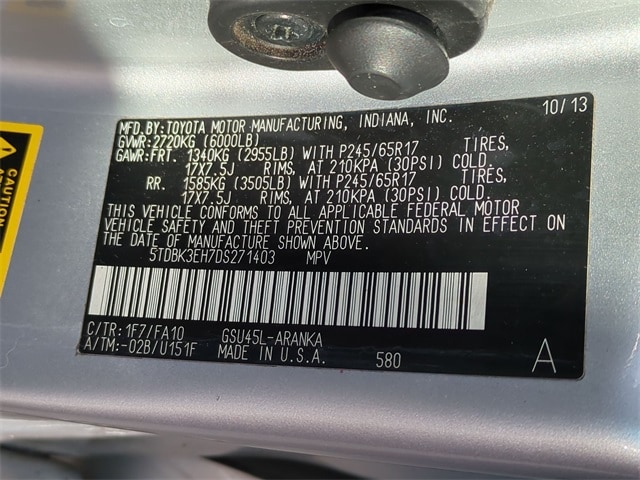 10/13
MFD.BY:TOYOTA MOTOR MANUFACTURING, INDIANA, INC.
GVWR:2720KG (6000LB)
GAWR:FRT. 1340KG (2955LB) WITH P245/65R17 TIRES,
17X7.5J RIMS, AT 210KPA (30PSI) COLD.
RR. 1585KG (3505LB) WITH P245/65R17 TIRES,
17X7.5J RIMS, AT 210KPA (30PSI) COLD.
THIS VEHICLE CONFORMS TO ALL APPLICABLE FEDERAL MOTOR
VEHICLE SAFETY AND THEFT PREVENTION STANDARDS IN EFFECT ON
THE DATE OF MANUFACTURE SHOWN ABOVE.
5TDBK3EH7DS271403 MPV
C/TR: 1F7/FA10 GSU45L-ARANKA
A/TM:-02B/U151F MADE IN U.S.A. 580 A
CAUTION